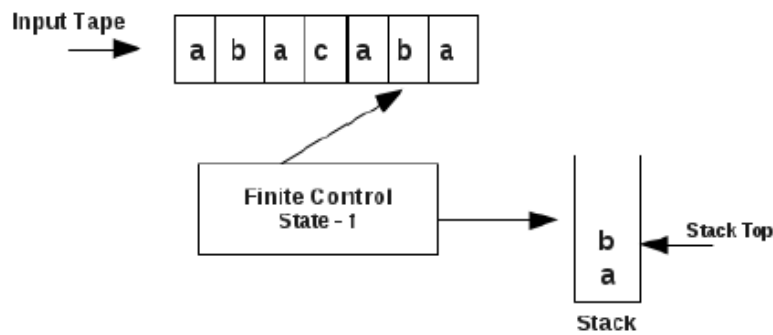 Input Tape
a b a c a b a
Finite Control
State - 1
b
Stack Top
a
Stack